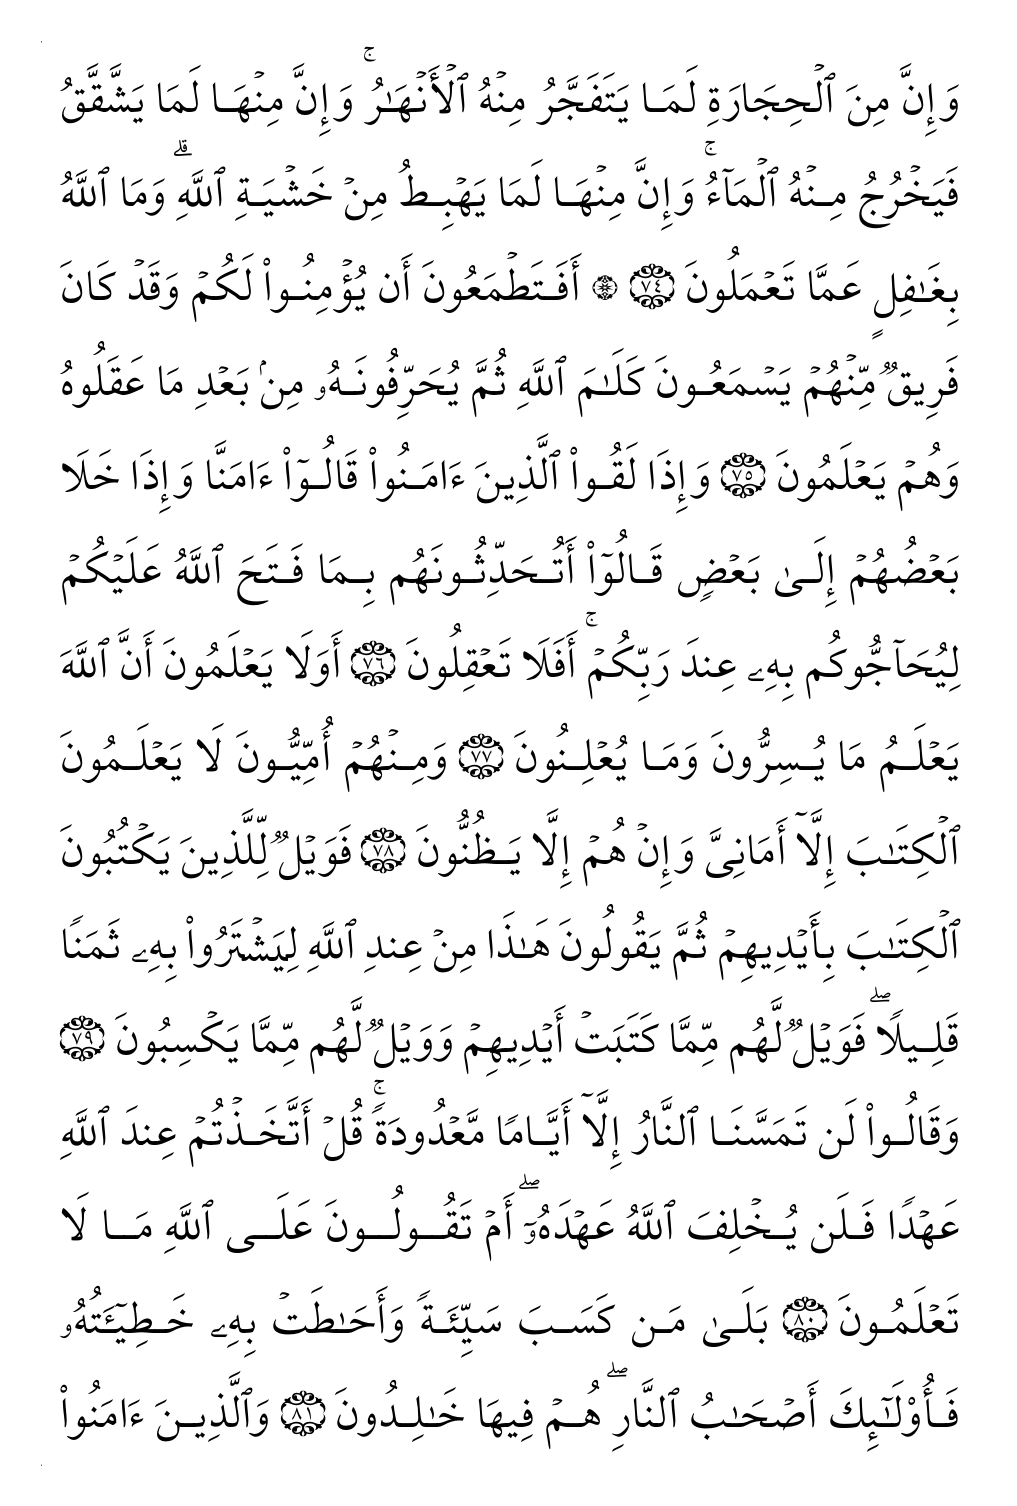 وَإِنَّ مِنَ ٱلۡحِجَارَةِ لَمَا يَتَفَجَّرُ مِنۡهُ ٱلۡأَنۡهَٰرُۚ وَإِنَّ مِنۡهَا لَمَا يَشَّقَّقُ
فَيَخۡرُجُ مِنۡهُ ٱلۡمَآءُۚ وَإِنَّ مِنۡهَا لَمَا يَهۡبِطُ مِنۡ خَشۡيَةِ ٱللَّهِۗ وَمَا ٱللَّهُ
بِغَٰفِلٍ عَمَّا تَعۡمَلُونَ ٧٤ ۞ أَفَتَطۡمَعُونَ أَن يُؤۡمِنُواْ لَكُمۡ وَقَدۡ كَانَ
فَرِيقٞ مِّنۡهُمۡ يَسۡمَعُونَ كَلَٰمَ ٱللَّهِ ثُمَّ يُحَرِّفُونَهُۥ مِنۢ بَعۡدِ مَا عَقَلُوهُ
وَهُمۡ يَعۡلَمُونَ ٧٥ وَإِذَا لَقُواْ ٱلَّذِينَ ءَامَنُواْ قَالُوٓاْ ءَامَنَّا وَإِذَا خَلَا
بَعۡضُهُمۡ إِلَىٰ بَعۡضٖ قَالُوٓاْ أَتُحَدِّثُونَهُم بِمَا فَتَحَ ٱللَّهُ عَلَيۡكُمۡ
لِيُحَآجُّوكُم بِهِۦ عِندَ رَبِّكُمۡۚ أَفَلَا تَعۡقِلُونَ ٧٦ أَوَلَا يَعۡلَمُونَ أَنَّ ٱللَّهَ
يَعۡلَمُ مَا يُسِرُّونَ وَمَا يُعۡلِنُونَ ٧٧ وَمِنۡهُمۡ أُمِّيُّونَ لَا يَعۡلَمُونَ
ٱلۡكِتَٰبَ إِلَّآ أَمَانِيَّ وَإِنۡ هُمۡ إِلَّا يَظُنُّونَ ٧٨ فَوَيۡلٞ لِّلَّذِينَ يَكۡتُبُونَ
ٱلۡكِتَٰبَ بِأَيۡدِيهِمۡ ثُمَّ يَقُولُونَ هَٰذَا مِنۡ عِندِ ٱللَّهِ لِيَشۡتَرُواْ بِهِۦ ثَمَنٗا
قَلِيلٗاۖ فَوَيۡلٞ لَّهُم مِّمَّا كَتَبَتۡ أَيۡدِيهِمۡ وَوَيۡلٞ لَّهُم مِّمَّا يَكۡسِبُونَ ٧٩
وَقَالُواْ لَن تَمَسَّنَا ٱلنَّارُ إِلَّآ أَيَّامٗا مَّعۡدُودَةٗۚ قُلۡ أَتَّخَذۡتُمۡ عِندَ ٱللَّهِ
عَهۡدٗا فَلَن يُخۡلِفَ ٱللَّهُ عَهۡدَهُۥٓۖ أَمۡ تَقُولُونَ عَلَى ٱللَّهِ مَا لَا
تَعۡلَمُونَ ٨٠ بَلَىٰ مَن كَسَبَ سَيِّئَةٗ وَأَحَٰطَتۡ بِهِۦ خَطِيٓـَٔتُهُۥ
فَأُوْلَٰٓئِكَ أَصۡحَٰبُ ٱلنَّارِۖ هُمۡ فِيهَا خَٰلِدُونَ ٨١ وَٱلَّذِينَ ءَامَنُواْ